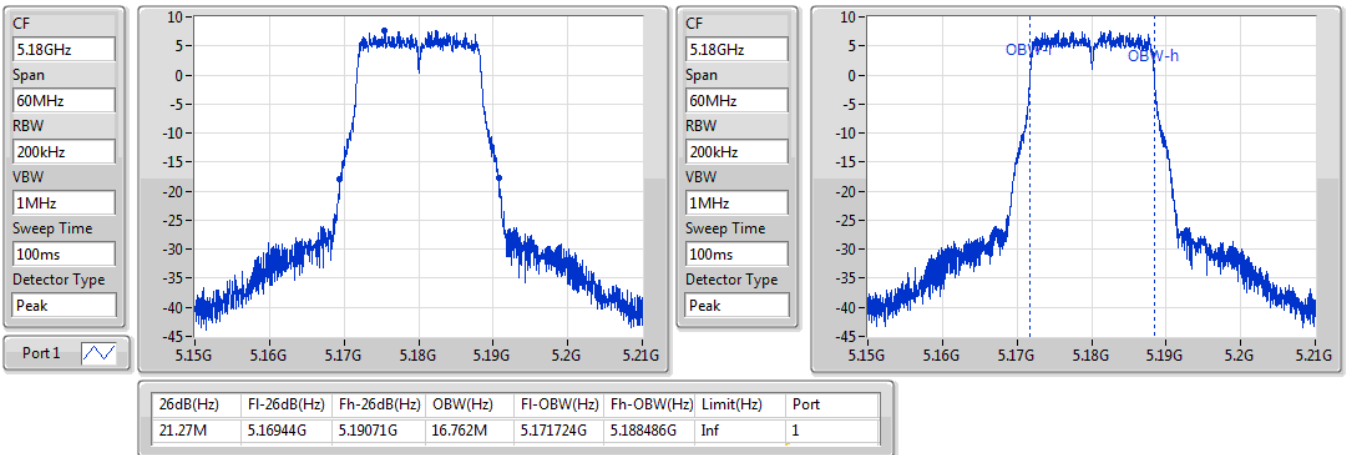 CF
5.18GHz
Span
60MHz
RBW
200kHz
VBW
1MHz
Sweep Time
100ms
Detector Type
Peak
Port 1
10
5
0
-5
-10
-15
-20
-25
-30
-35
-40
-45
5.15G 5.16G 5.17G 5.18G 5.19G 5.2G 5.21G
CF
5.18GHz
Span
60MHz
RBW
200kHz
VBW
1MHz
Sweep Time
100ms
Detector Type
Peak
10
5
0
-5
-10
-15
-20
-25
-30
-35
-40
-45
OBW-l
OBW-h
5.15G 5.16G 5.17G 5.18G 5.19G 5.2G 5.21G
26dB(Hz) Fl-26dB(Hz) Fh-26dB(Hz) OBW(Hz) Fl-OBW(Hz) Fh-OBW(Hz) Limit(Hz) Port
21.27M 5.16944G 5.19071G 16.762M 5.171724G 5.188486G Inf 1